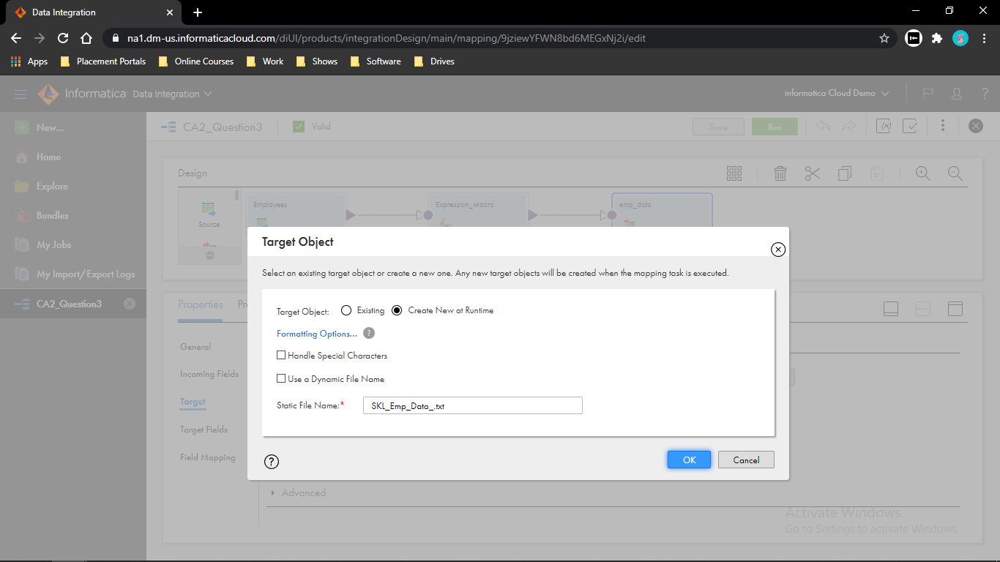 Data Integration
na1.dm-us.informaticacloud.com/diUI/products/integrationDesign/main/mapping/9jziewYFWN8bd6MEGxNj2i/edit
Apps Placement Portals Online Courses Work Shows Software Drives
Informatica Data Integration informatica Cloud Demo ?
New...
Home
Explore
Bundles
My Jobs
My Import/Export Logs
CA2_Question3
CA2_Question3 Valid Save Run
Design
Source
Employees Expression_Macro emp_data
Target Object
Select an existing target object or create a new one. Any new target objects will be created when the mapping task is executed.
Target Object: Existing Create New at Runtime
Formatting Options... ?
Handle Special Characters
Use a Dynamic File Name
Static File Name:* SKL_Emp_Data_.txt
? OK Cancel
Properties Pr
General
Incoming Fields
Target
Target Fields
Field Mapping
Advanced
Activate Windows
Go to Settings to activate Windows.